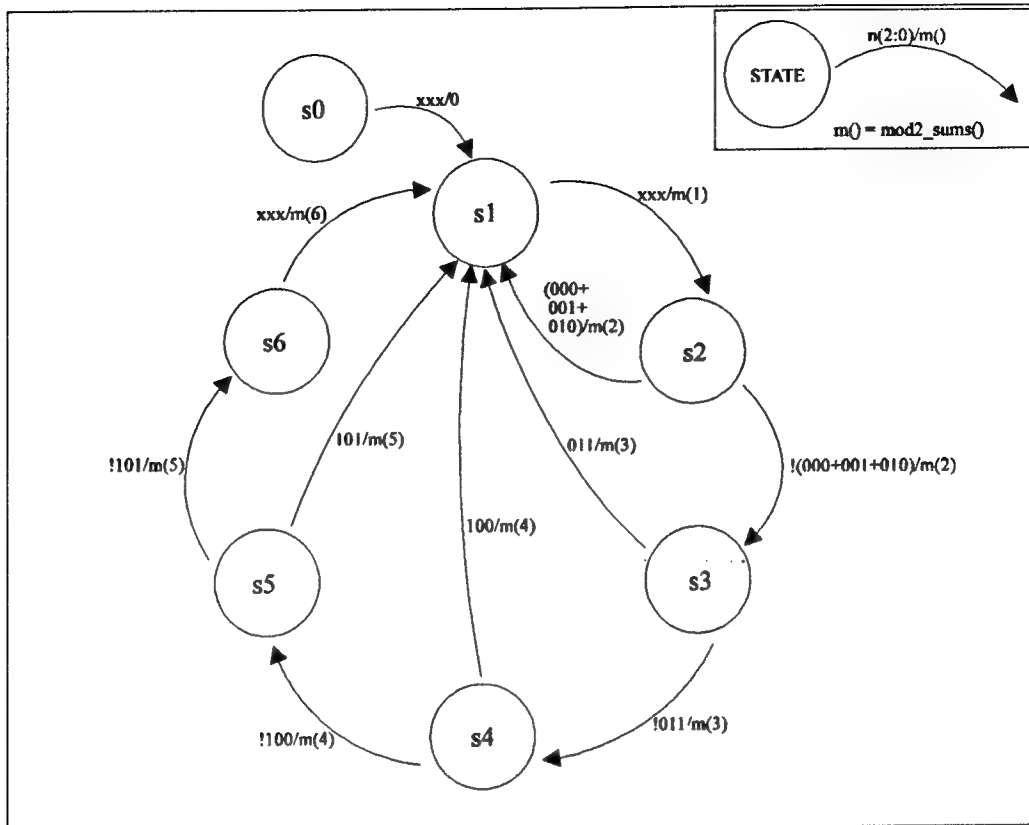 n(2:0)/m()
STATE
m() = mod2_sums()
s0
xxx/0
s1
xxx/m(1)
xxx/m(6)
(000+
001+
010)/m(2)
s6
s2
101/m(5)
011/m(3)
!101/m(5)
!(000+001+010)/m(2)
100/m(4)
s5
s3
!100/m(4)
s4
!011/m(3)